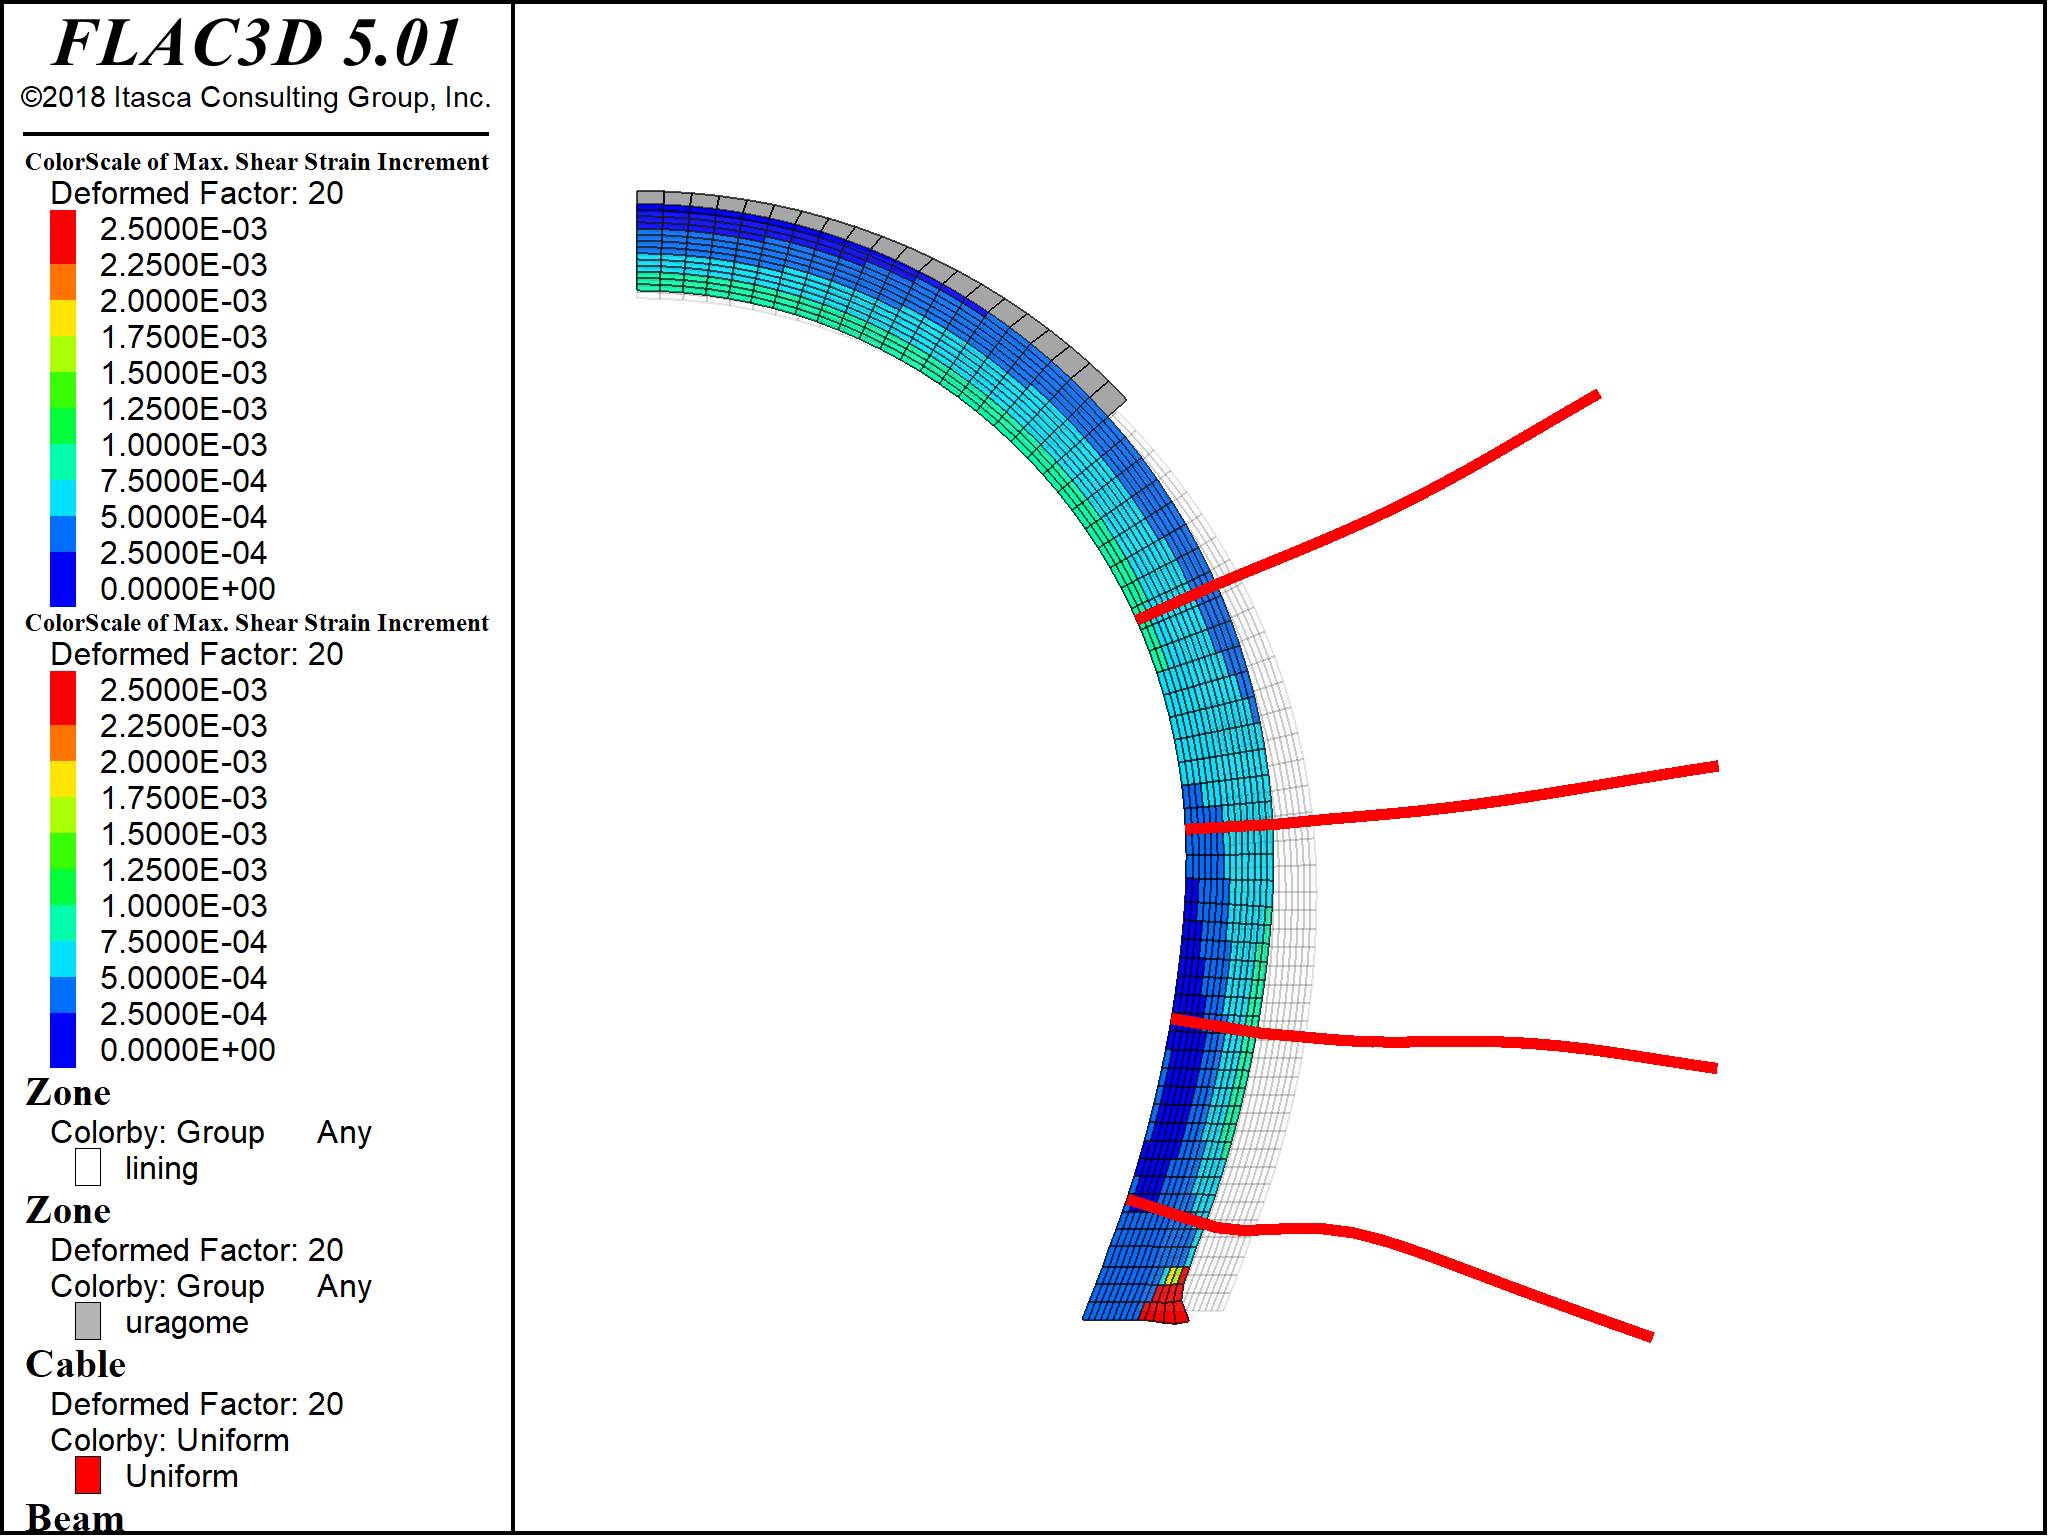 FLAC3D 5.01
©2018 Itasca Consulting Group, Inc.
ColorScale of Max. Shear Strain Increment
Deformed Factor: 20
2.5000E-03
2.2500E-03
2.0000E-03
1.7500E-03
1.5000E-03
1.2500E-03
1.0000E-03
7.5000E-04
5.0000E-04
2.5000E-04
0.0000E+00
ColorScale of Max. Shear Strain Increment
Deformed Factor: 20
2.5000E-03
2.2500E-03
2.0000E-03
1.7500E-03
1.5000E-03
1.2500E-03
1.0000E-03
7.5000E-04
5.0000E-04
2.5000E-04
0.0000E+00
Zone
Colorby: Group Any
lining
Zone
Deformed Factor: 20
Colorby: Group Any
uragome
Cable
Deformed Factor: 20
Colorby: Uniform
Uniform
Beam